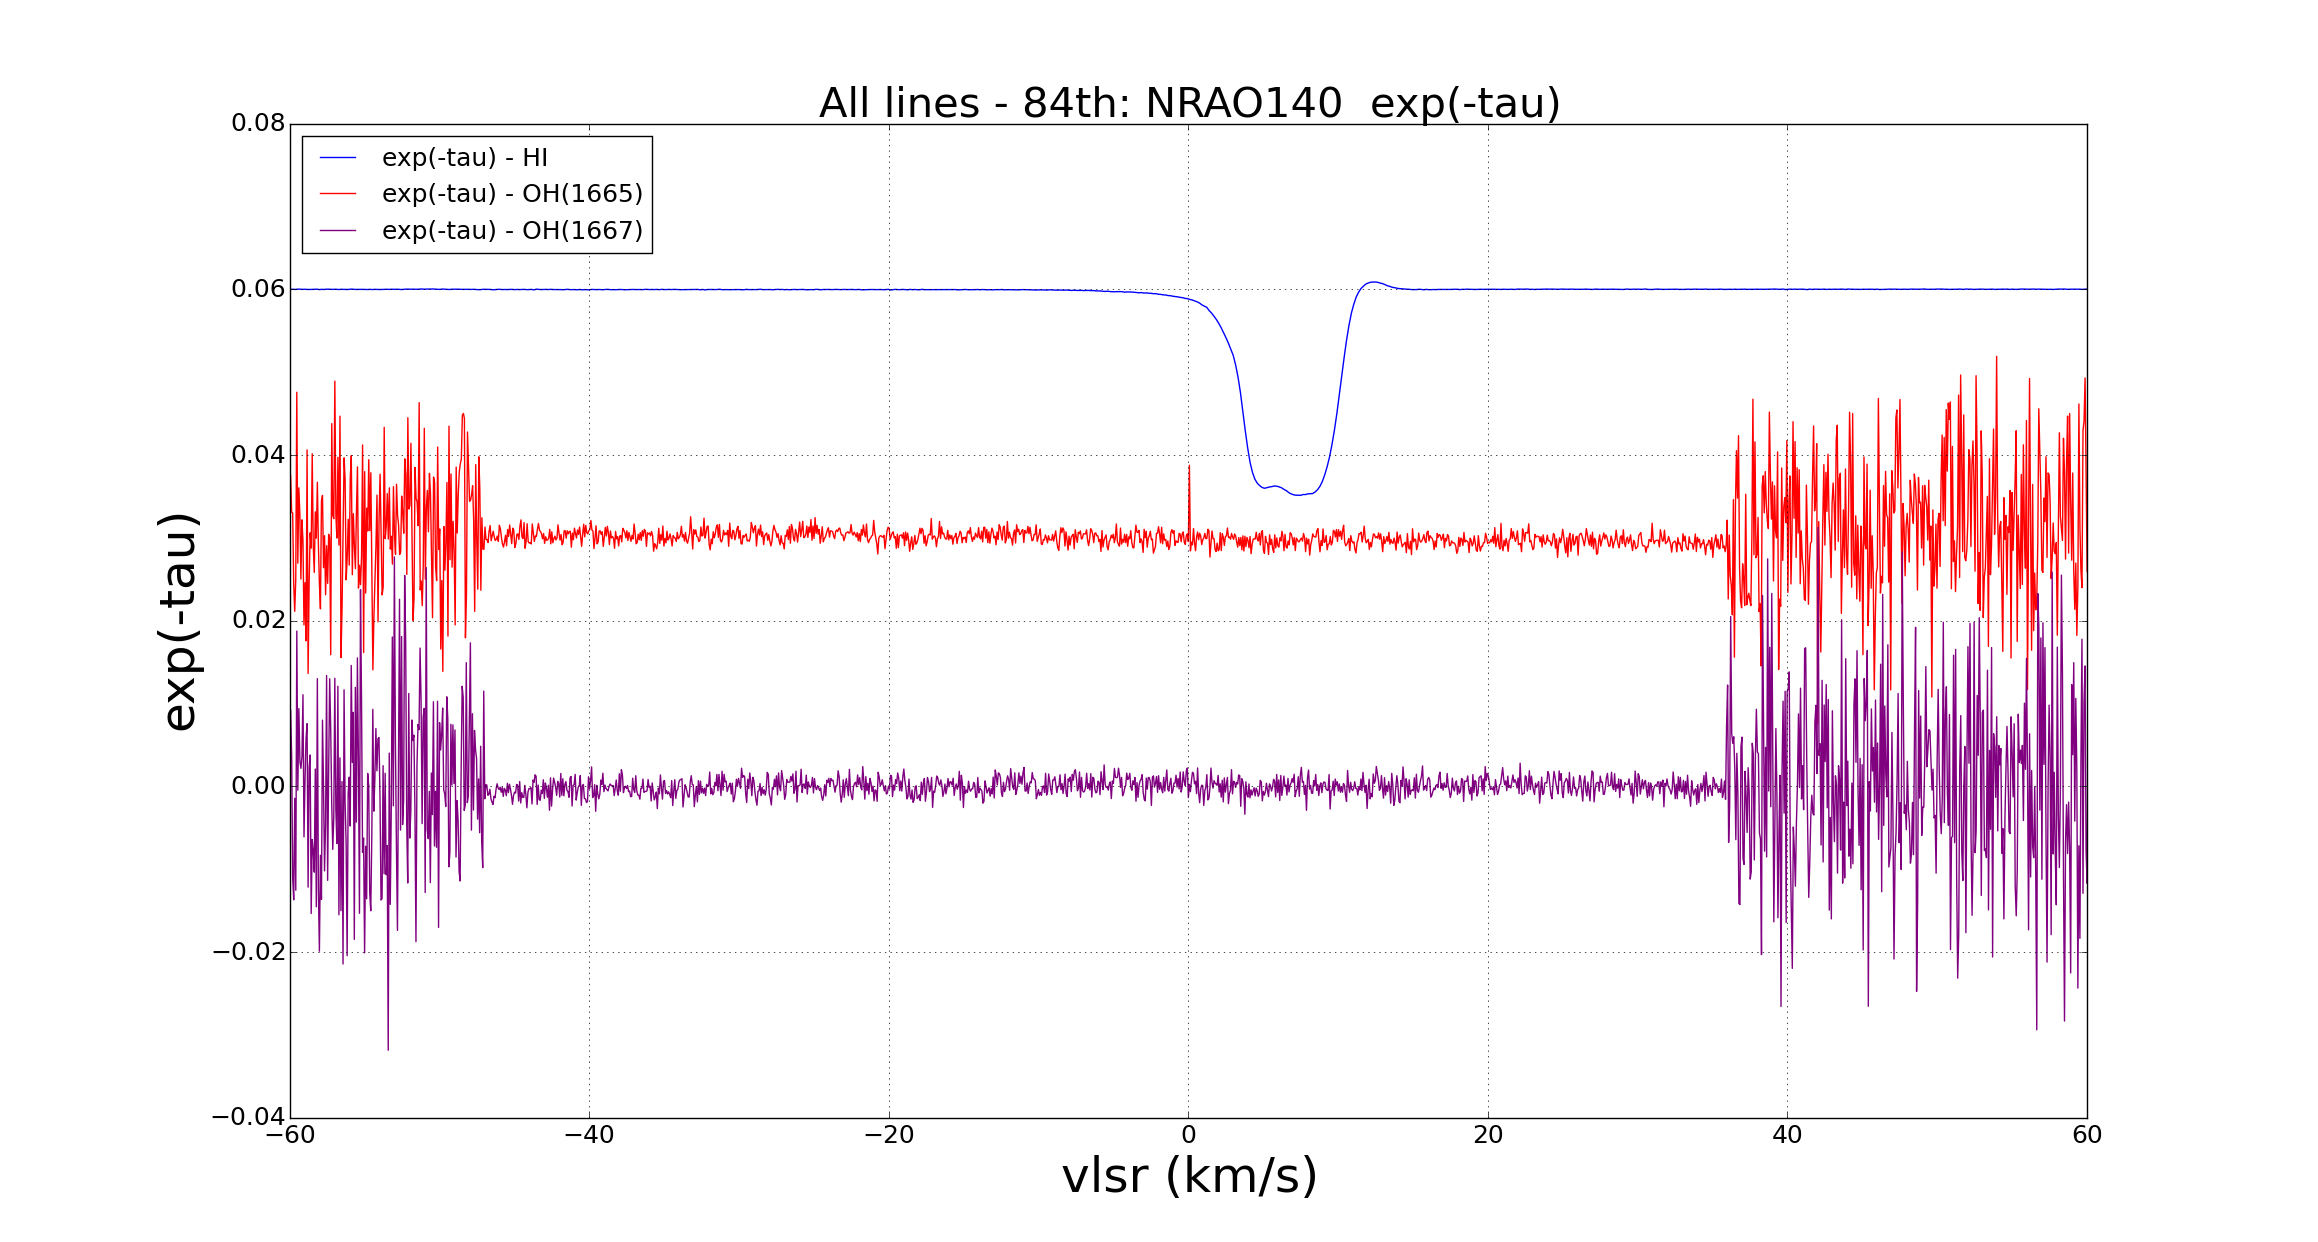 All lines - 84th: NRAO140  exp(-tau)
exp(-tau) - HI
exp(-tau) - OH(1665)
exp(-tau) - OH(1667)
0.08
0.06
0.04
0.02
0.00
−0.02
−0.04
exp(-tau)
−60
−40
−20
0
20
40
60
vlsr (km/s)